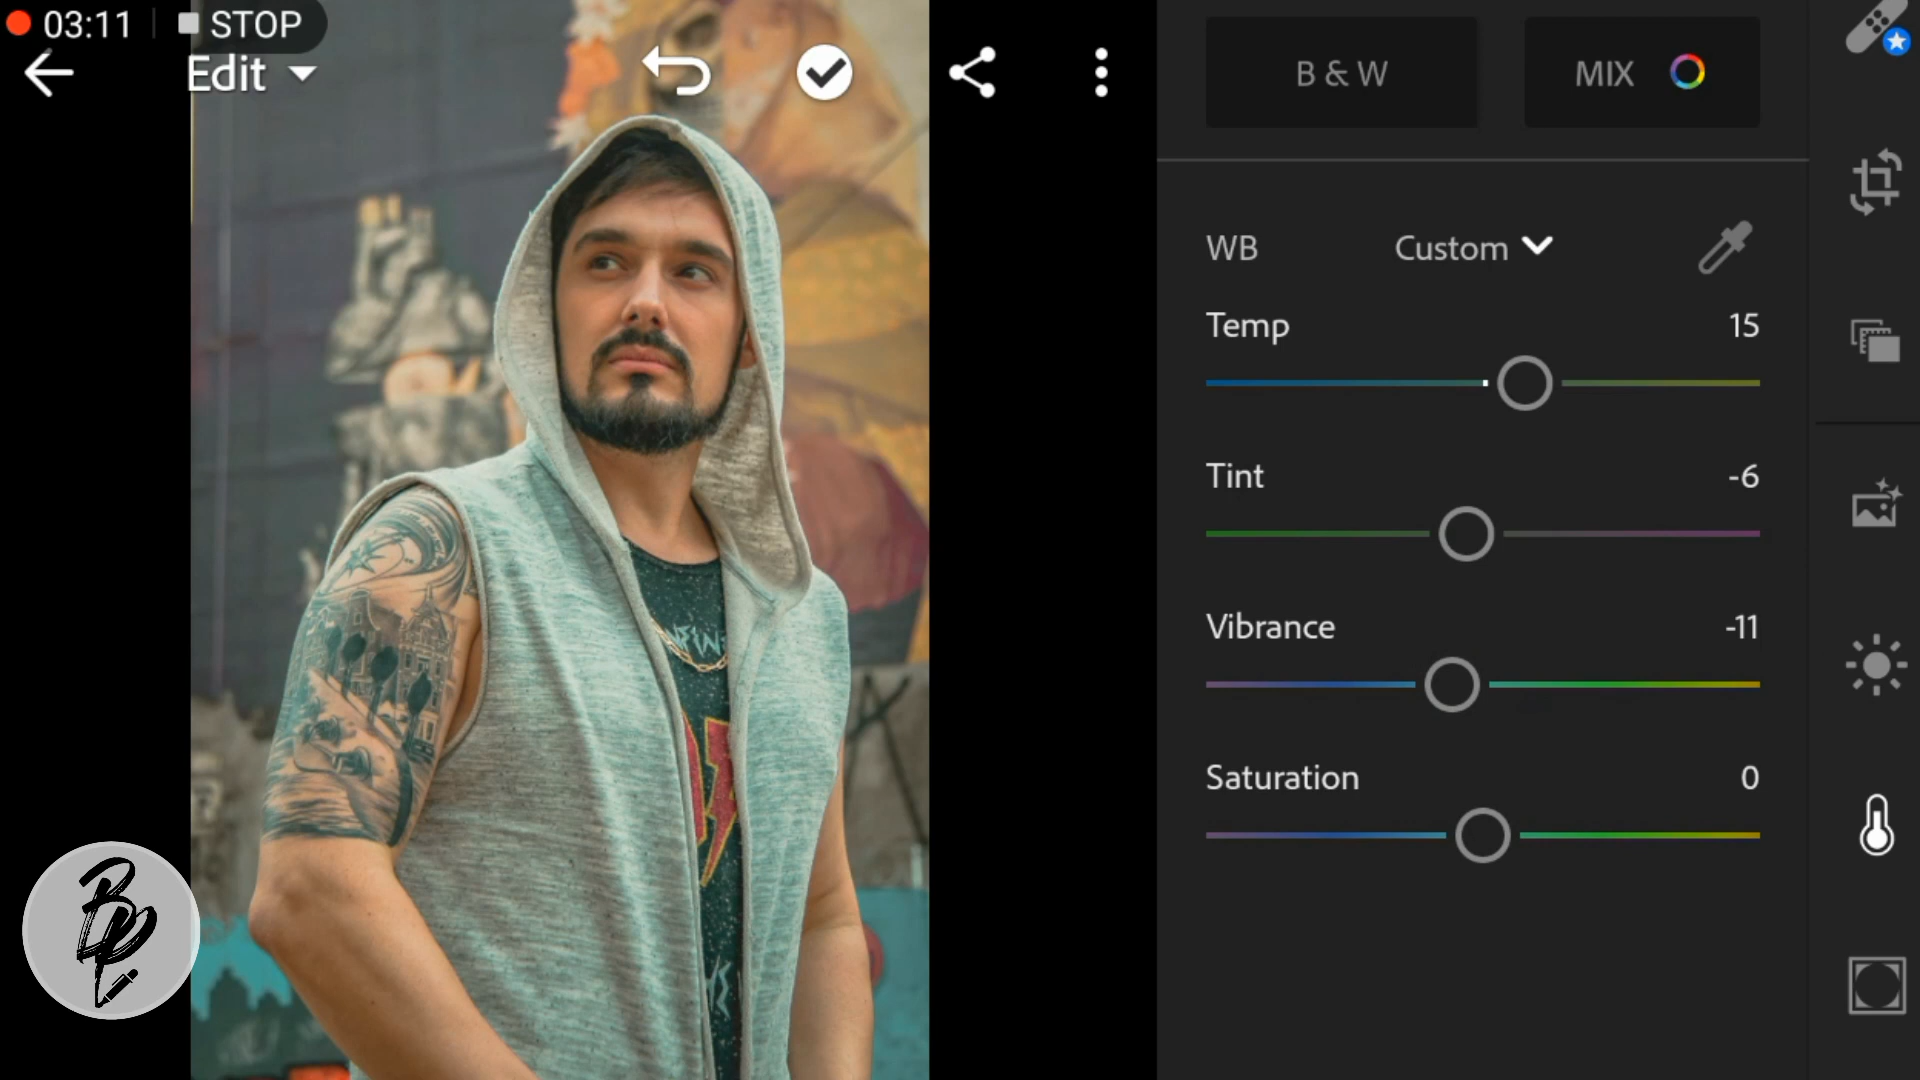 03:11 STOP
Edit
B & W
MIX
WB
Custom
Temp
15
Tint
-6
Vibrance
-11
Saturation
0